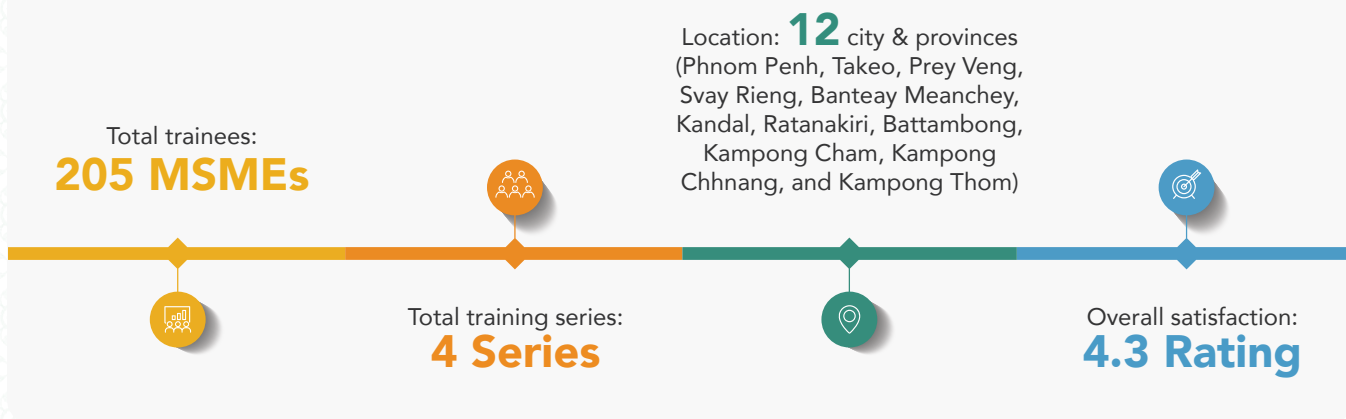 Total trainees:
205 MSMEs
Total training series:
4 Series
Location: 12 city & provinces
(Phnom Penh, Takeo, Prey Veng,
Svay Rieng, Banteay Meanchey,
Kandal, Ratanakiri, Battambong,
Kampong Cham, Kampong
Chhnang, and Kampong Thom)
Overall satisfaction:
4.3 Rating